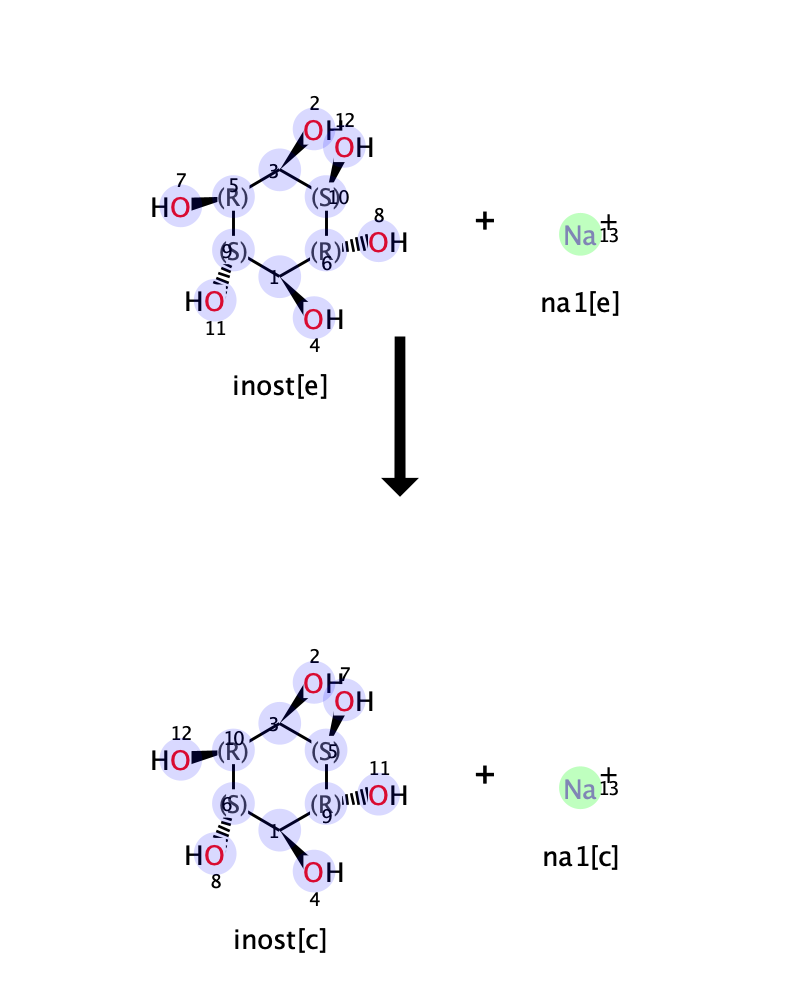 2
12
OH
OH
3
7
5
10
HO
(R)
(S)
8
+
+
(S)
9
(R)
OH
Na
13
6
1
HO
11
OH
4
na1[e]
inost[e]
2
7
OH
OH
3
12
10
5
HO
(R)
(S)
11
+
+
(S)
6
(R)
OH
Na
13
9
1
HO
8
OH
4
na1[c]
inost[c]